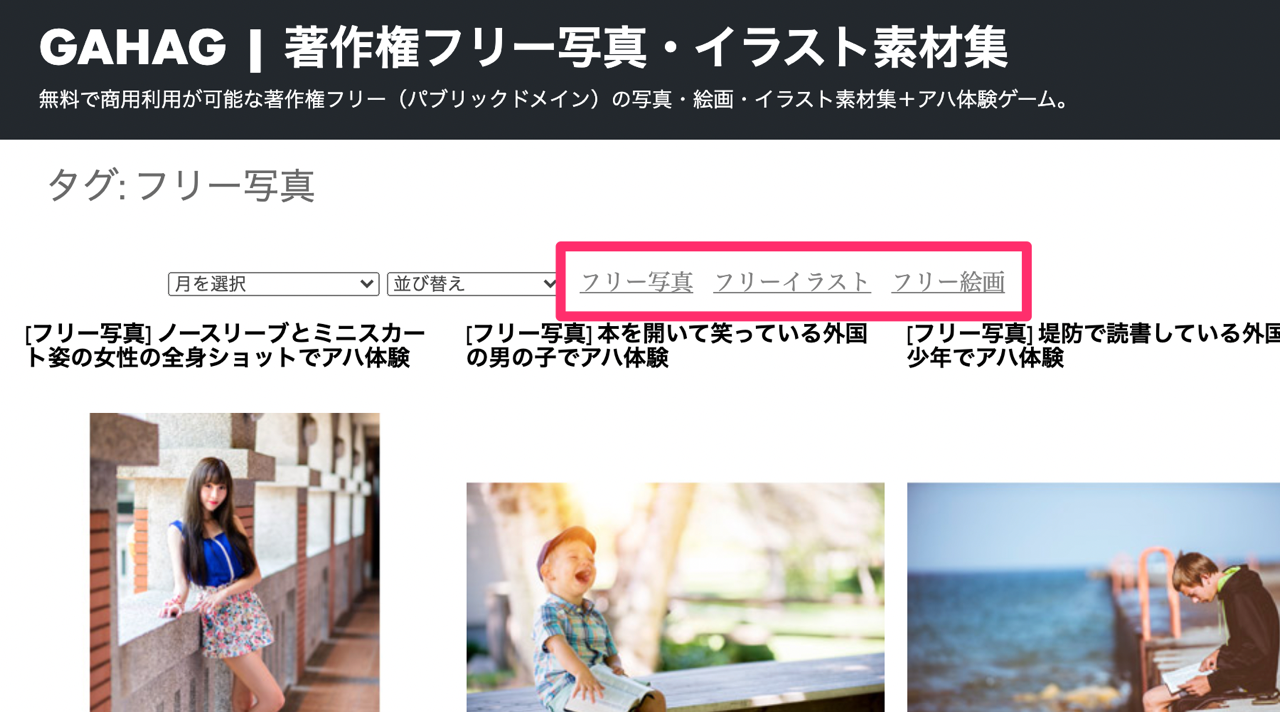 GAHAG | 著作権フリー写真・イラスト素材集
無料で商用利用が可能な著作権フリー（パブリックドメイン）の写真・絵画・イラスト素材集＋アハ体験ゲーム。
タグ: フリー写真
月を選択 並び替え フリー写真 フリーイラスト フリー絵画
[フリー写真] ノースリーブとミニスカー
ト姿の女性の全身ショットでアハ体験
[フリー写真] 本を開いて笑っている外国
の男の子でアハ体験
[フリー写真] 堤防で読書している外国
少年でアハ体験